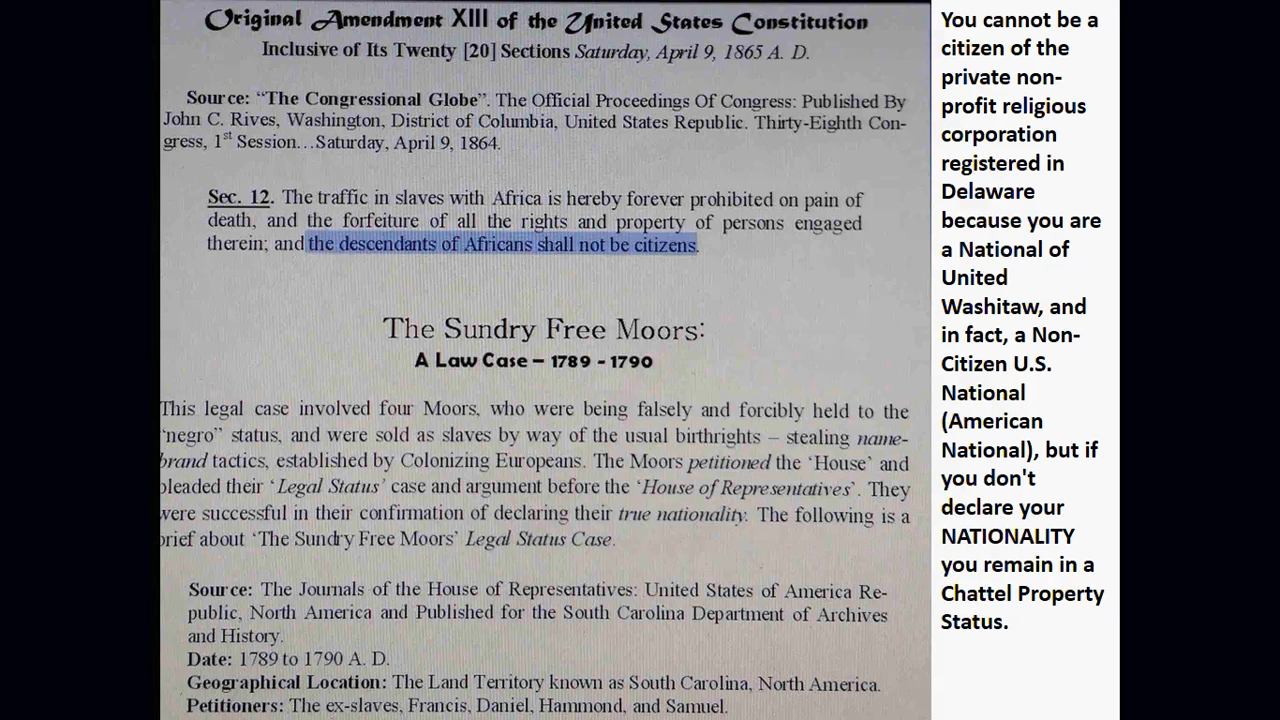 Original Amendment XIII of the United States Constitution
Inclusive of Its Twenty [20] Sections Saturday, April 9, 1865 A. D.
Source: "The Congressional Globe". The Official Proceedings Of Congress: Published By
John C. Rives, Washington, District of Columbia, United States Republic. Thirty-Eighth Con-
gress, 1st Session…Saturday, April 9, 1864.
Sec. 12. The traffic in slaves with Africa is hereby forever prohibited on pain of
death, and the forfeiture of all the rights and property of persons engaged
therein; and the descendants of Africans shall not be citizens.
The Sundry Free Moors:
A Law Case – 1789 - 1790
This legal case involved four Moors, who were being falsely and forcibly held to the
"negro" status, and were sold as slaves by way of the usual birthrights – stealing name-
brand tactics, established by Colonizing Europeans. The Moors petitioned the 'House' and
pleaded their 'Legal Status' case and argument before the 'House of Representatives'. They
were successful in their confirmation of declaring their true nationality. The following is a
brief about 'The Sundry Free Moors' Legal Status Case.
Source: The Journals of the House of Representatives: United States of America Re-
public, North America and Published for the South Carolina Department of Archives
and History.
Date: 1789 to 1790 A. D.
Geographical Location: The Land Territory known as South Carolina, North America.
Petitioners: The ex-slaves, Francis, Daniel, Hammond, and Samuel.
You cannot be a
citizen of the
private non-
profit religious
corporation
registered in
Delaware
because you are
a National of
United
Washitaw, and
in fact, a Non-
Citizen U.S.
National
(American
National), but if
you don't
declare your
NATIONALITY
you remain in a
Chattel Property
Status.